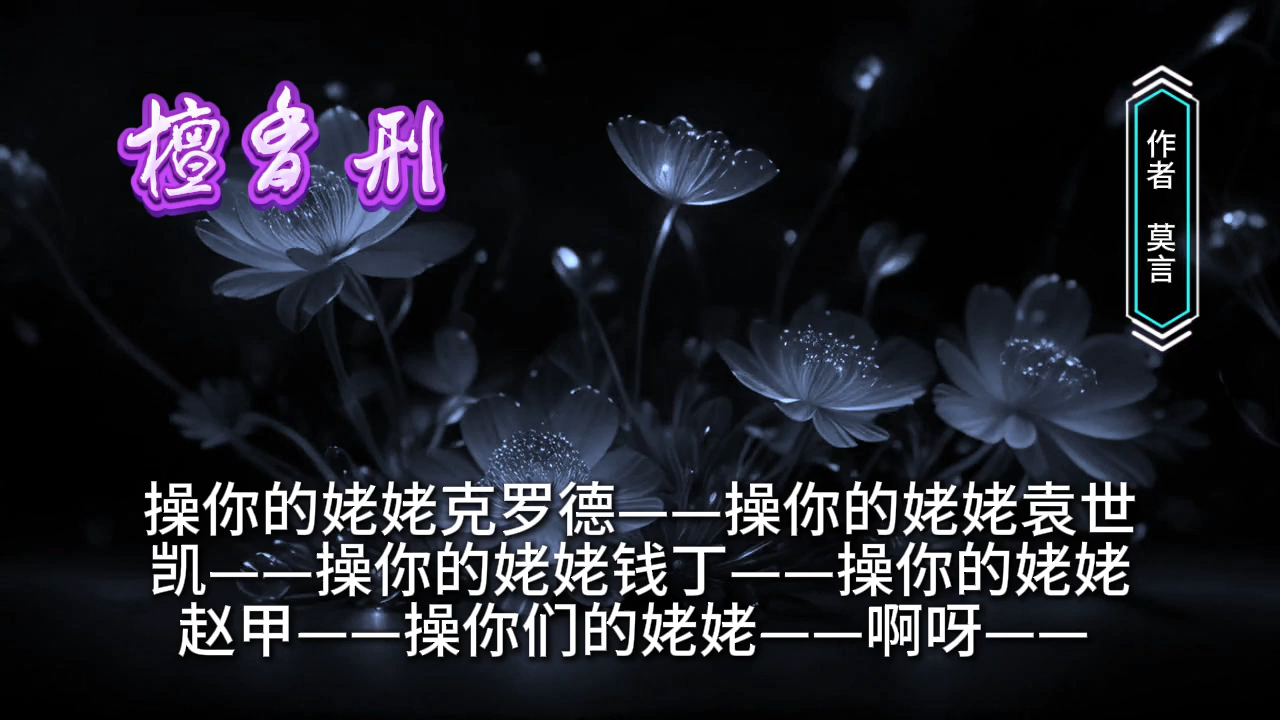 檀香刑
作者 莫言
操你的姥姥克罗德——操你的姥姥袁世
凯——操你的姥姥钱丁——操你的姥姥
赵甲——操你们的姥姥——啊呀——